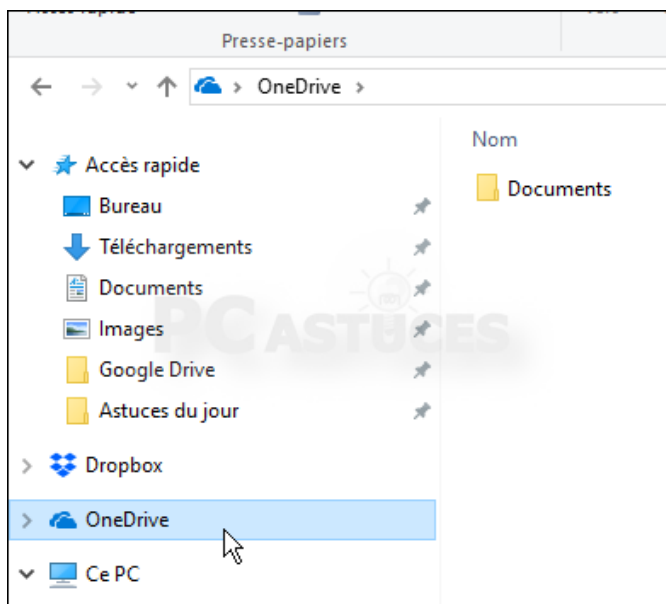 Presse-papiers
OneDrive
Nom
Accès rapide
Documents
Bureau
Téléchargements
Documents
Images
PC ASTUCES
Google Drive
Astuces du jour
Dropbox
OneDrive
Ce PC